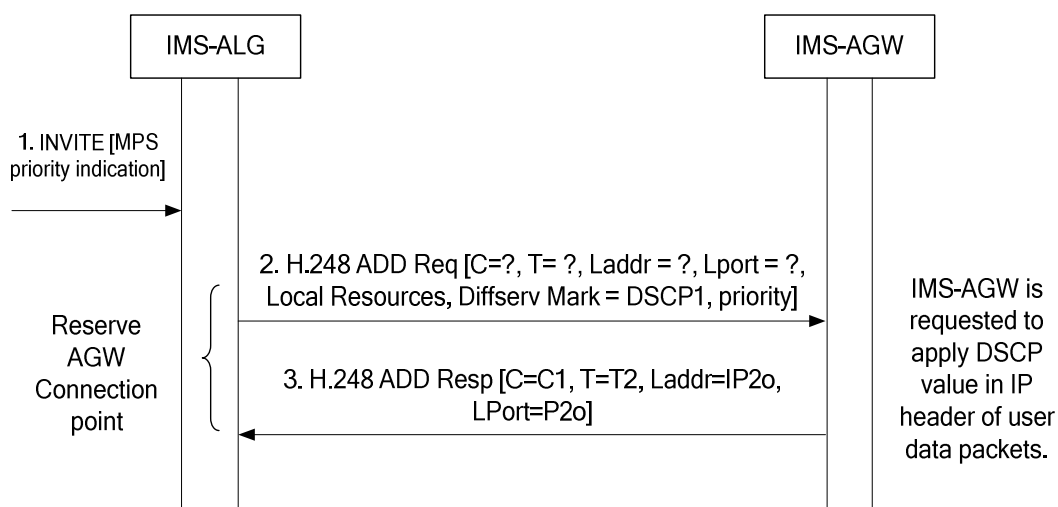 IMS-ALG
IMS-AGW
1. INVITE [MPS
priority indication]
2. H.248 ADD Req [C=?, T= ?, Laddr = ?, Lport = ?,
Local Resources, Diffserv Mark = DSCP1, priority]
Reserve
AGW
Connection
point
3. H.248 ADD Resp [C=C1, T=T2, Laddr=IP2o,
LPort=P2o]
IMS-AGW is
requested to
apply DSCP
value in IP
header of user
data packets.